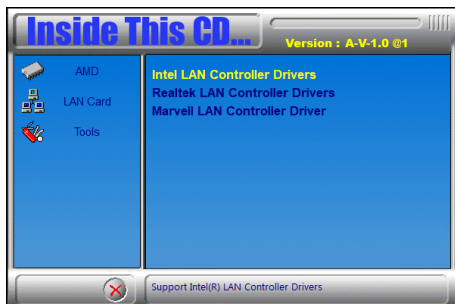 Inside This CD...
Version : A-V-1.0 @1
AMD
LAN Card
Tools
Intel LAN Controller Drivers
Realtek LAN Controller Drivers
Marvell LAN Controller Driver
Support Intel(R) LAN Controller Drivers